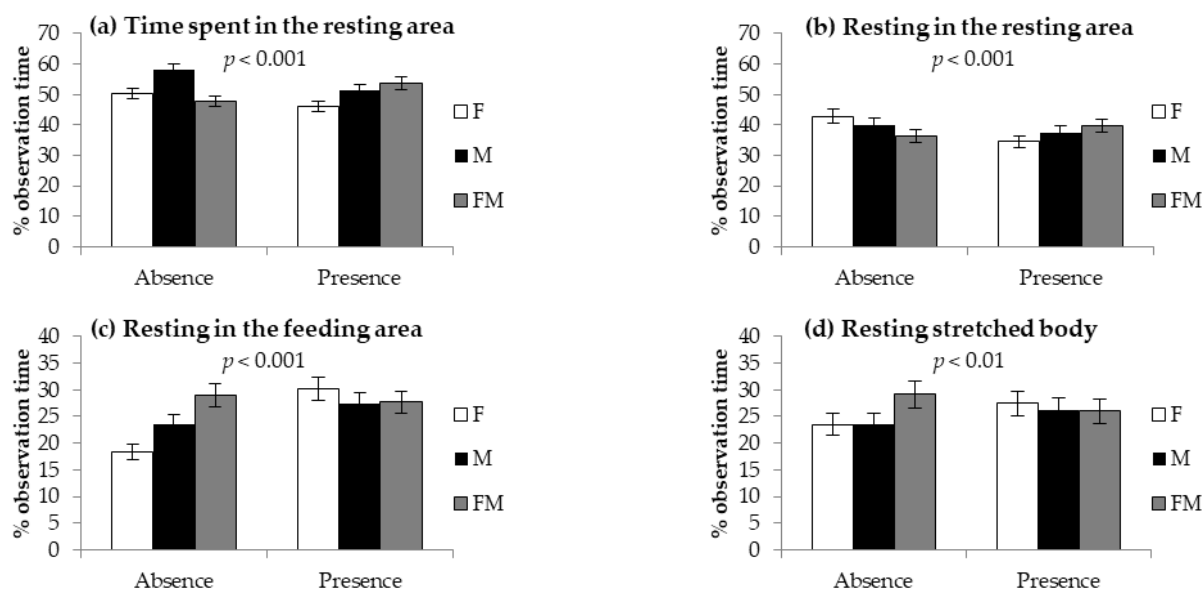 (a) Time spent in the resting area
p < 0.001
% observation time
70
60
50
40
30
20
10
0
Absence
Presence
F
M
FM
(b) Resting in the resting area
p < 0.001
% observation time
70
60
50
40
30
20
10
0
Absence
Presence
F
M
FM
(c) Resting in the feeding area
p < 0.001
% observation time
40
35
30
25
20
15
10
5
0
Absence
Presence
F
M
FM
(d) Resting stretched body
p < 0.01
% observation time
40
35
30
25
20
15
10
5
0
Absence
Presence
F
M
FM